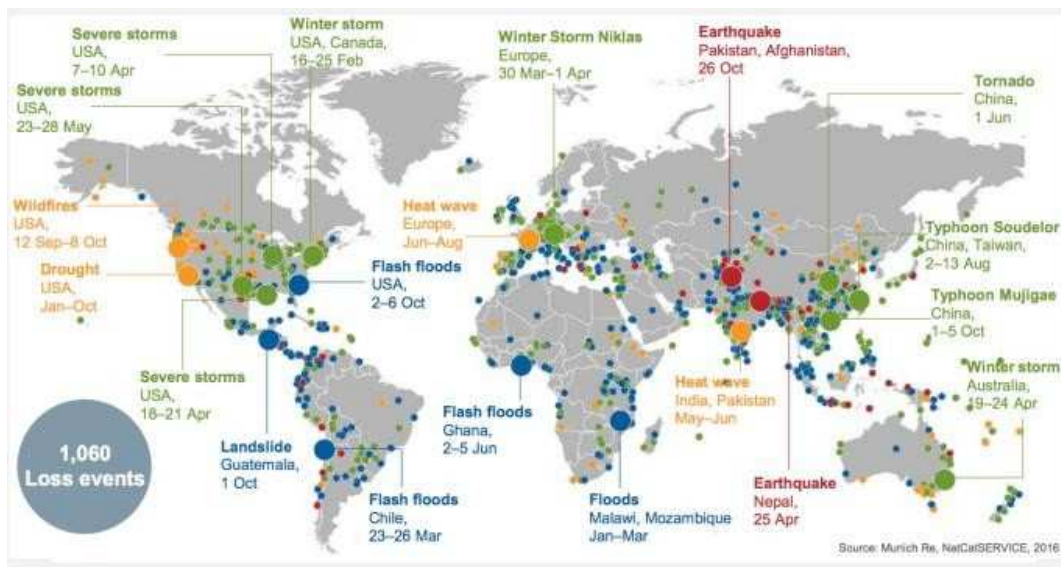 Severe storms
USA,
7–10 Apr
Winter storm
USA, Canada,
16–25 Feb
Winter Storm Niklas
Europe,
30 Mar–1 Apr
Earthquake
Pakistan, Afghanistan,
26 Oct
Tornado
China,
1 Jun
Severe storms
USA,
23–28 May
Wildfires
USA,
12 Sep–8 Oct
Heat wave
Europe,
Jun–Aug
Typhoon Soudelor
China, Taiwan,
2–13 Aug
Drought
USA,
Jan–Oct
Flash floods
USA,
2–6 Oct
Typhoon Mujigae
China,
1–5 Oct
Severe storms
USA,
18–21 Apr
Heat wave
India, Pakistan
May–Jun
Winter storm
Australia,
19–24 Apr
1,060
Loss events
Landslide
Guatemala,
1 Oct
Flash floods
Ghana,
2–5 Jun
Flash floods
Chile,
23–26 Mar
Floods
Malawi, Mozambique
Jan–Mar
Earthquake
Nepal,
25 Apr
Source: Munich Re, NatCatSERVICE, 2016